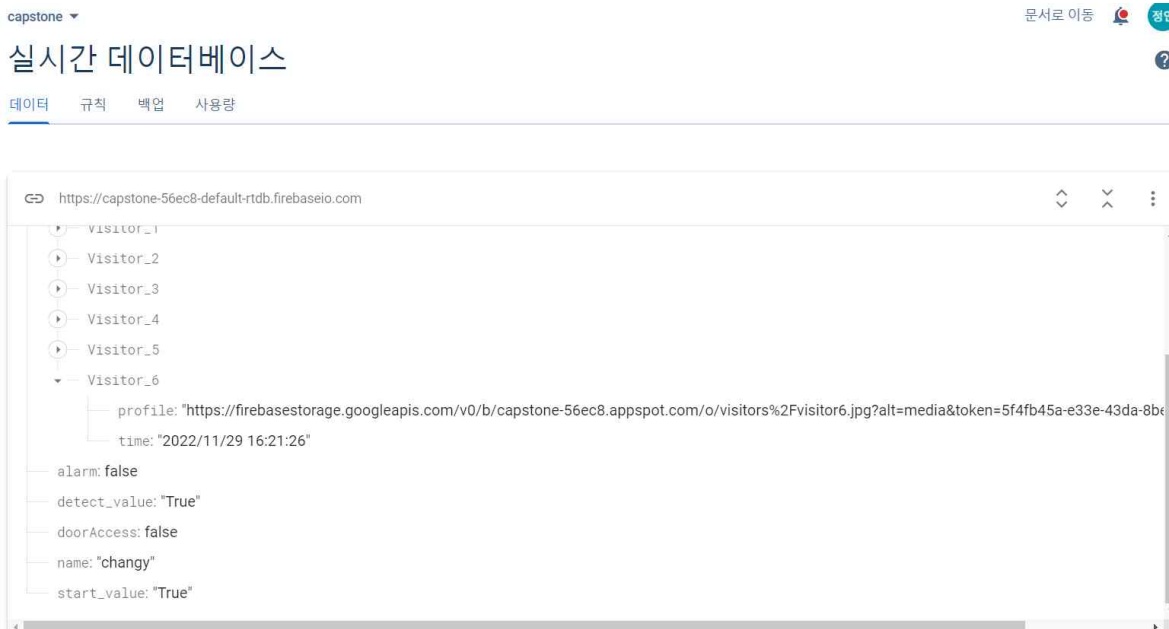 capstone
문서로 이동
실시간 데이터베이스
데이터 규칙 백업 사용량
https://capstone-56ec8-default-rtdb.firebaseio.com
Visitor_1
Visitor_2
Visitor_3
Visitor_4
Visitor_5
Visitor_6
profile: "https://firebasestorage.googleapis.com/v0/b/capstone-56ec8.appspot.com/o/visitors%2Fvisitor6.jpg?alt=media&token=5f4fb45a-e33e-43da-8be
time: "2022/11/29 16:21:26"
alarm: false
detect_value: "True"
doorAccess: false
name: "changy"
start_value: "True"